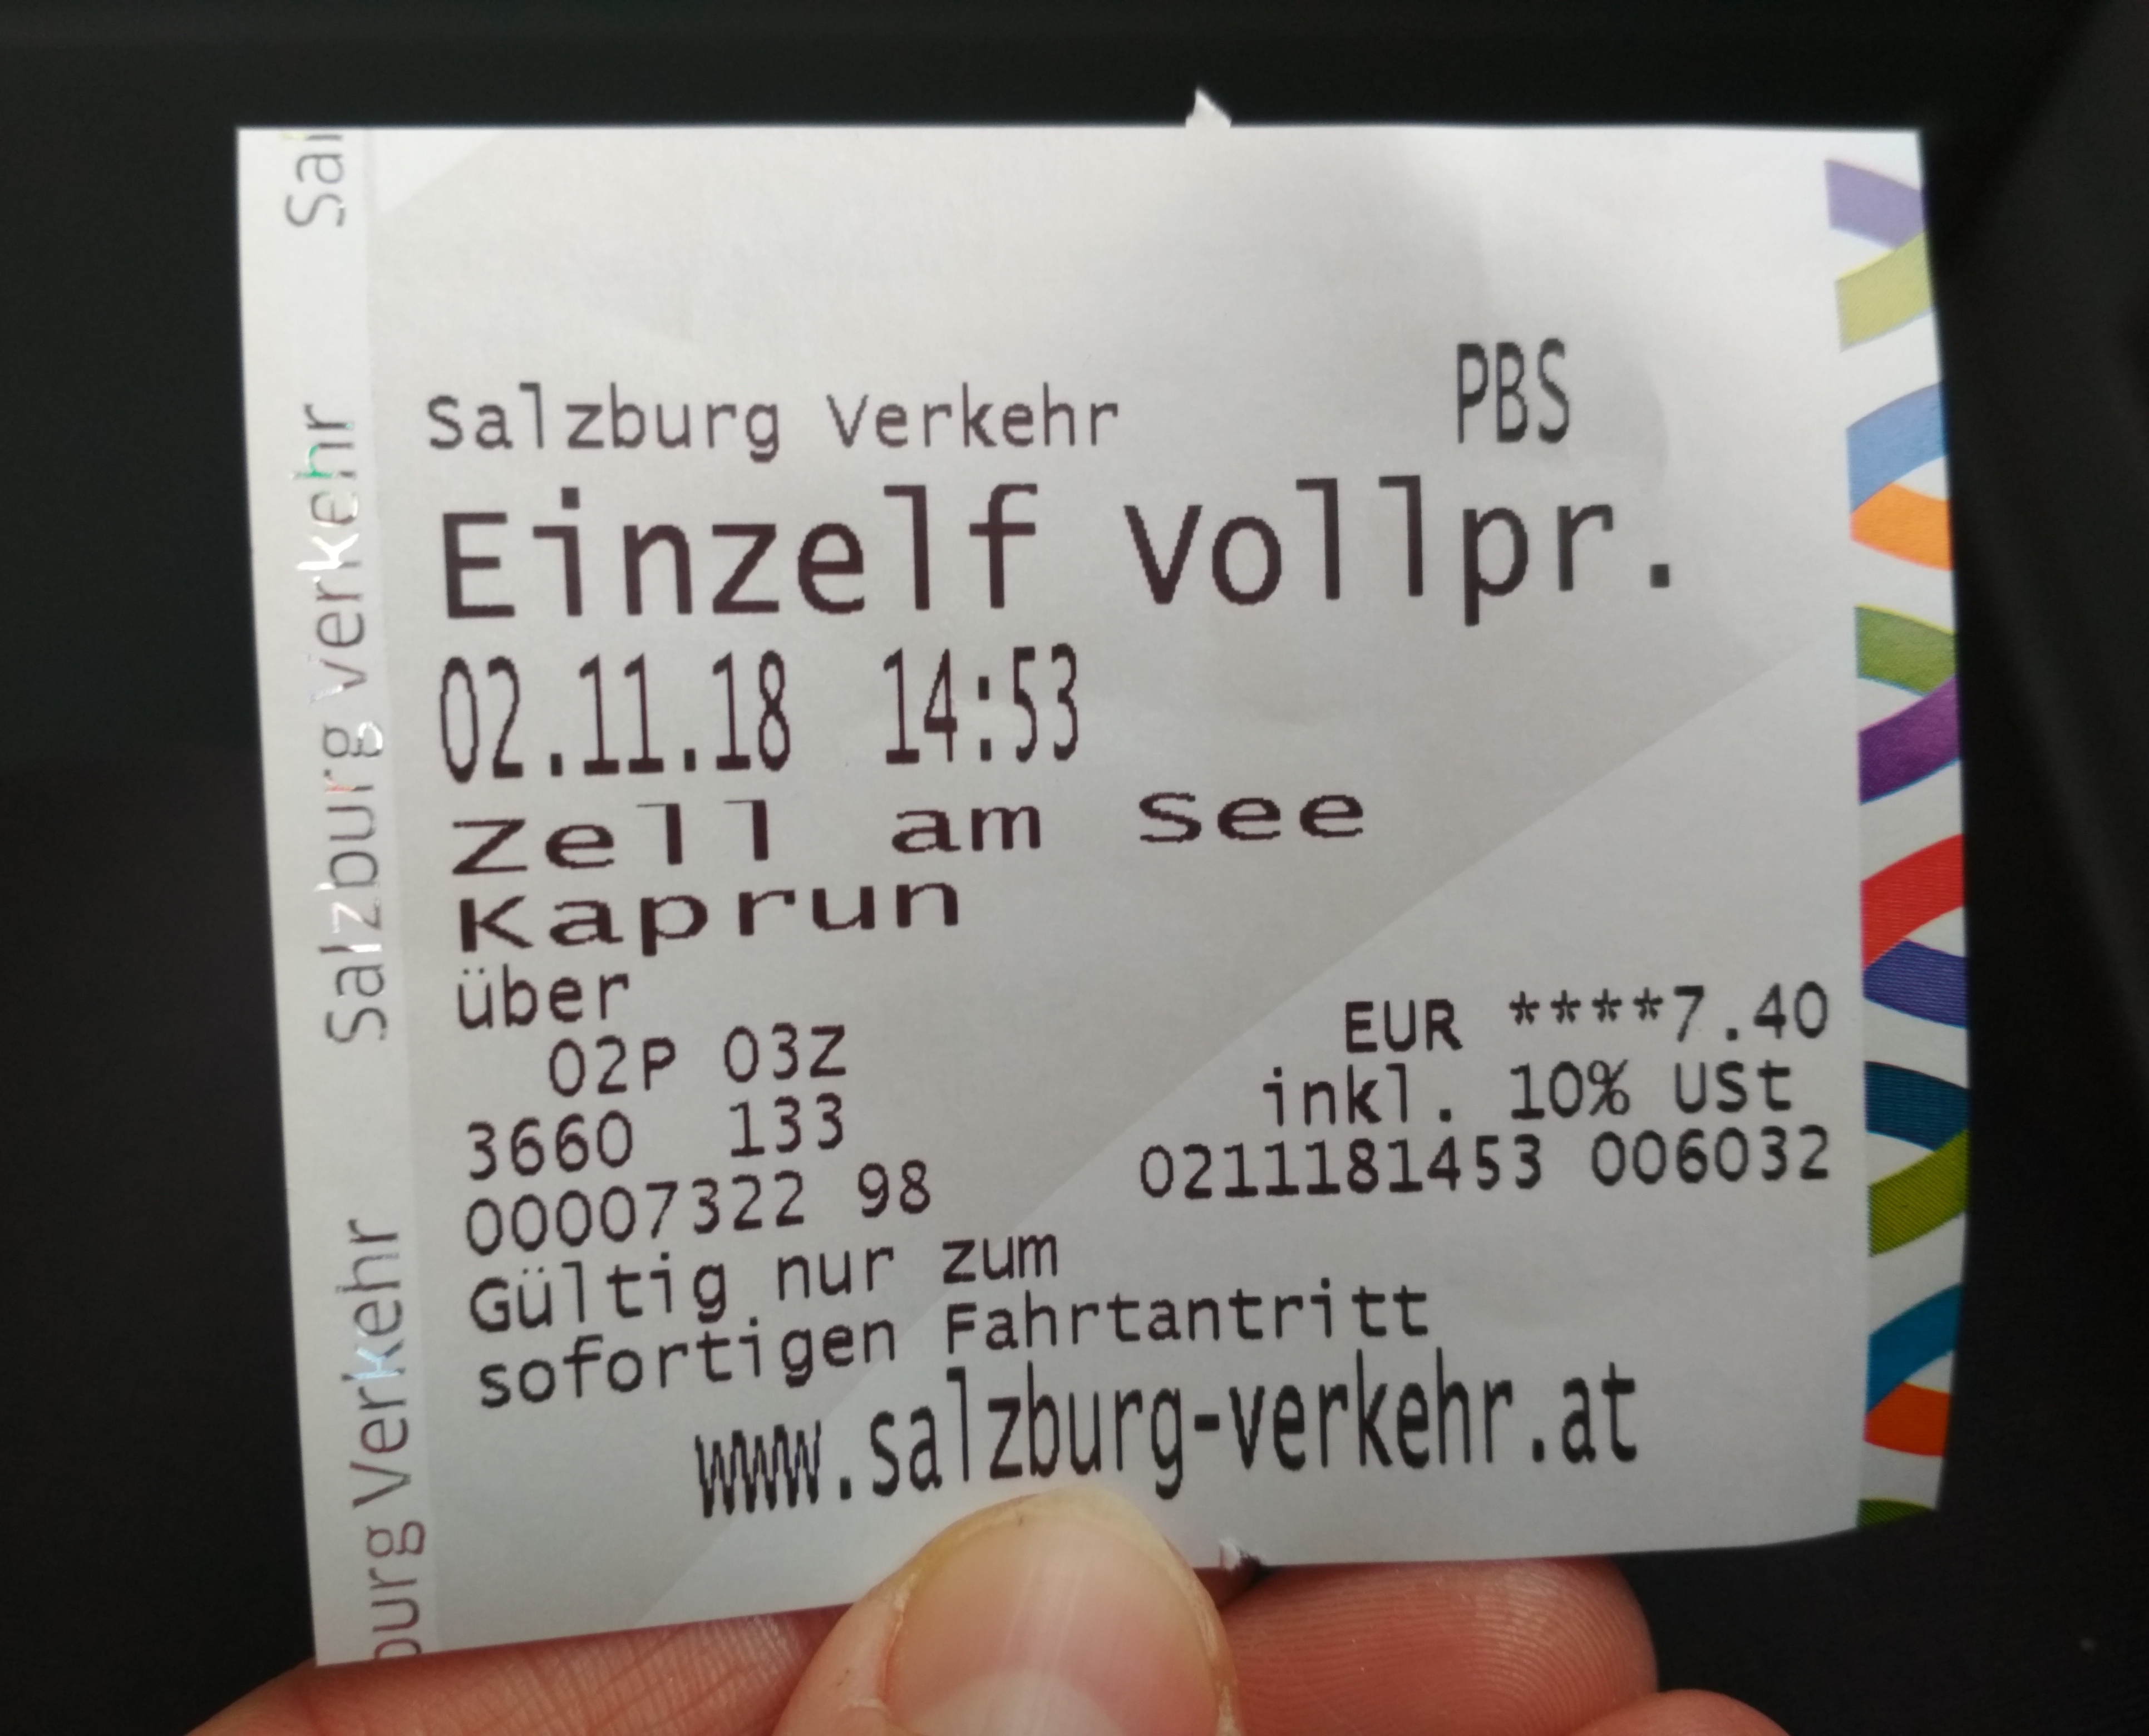 Sal
Salzburg Verkehr
burg Verkehr
Salzburg Verkehr PBS
Einzelf Vollpr.
02.11.18 14:53
Zell am See
Kaprun
über
02P 03Z EUR ****7.40
3660 133 inkl. 10% USt
00007322 98 0211181453 006032
Gültig nur zum
sofortigen Fahrtantritt
www.salzburg-verkehr.at